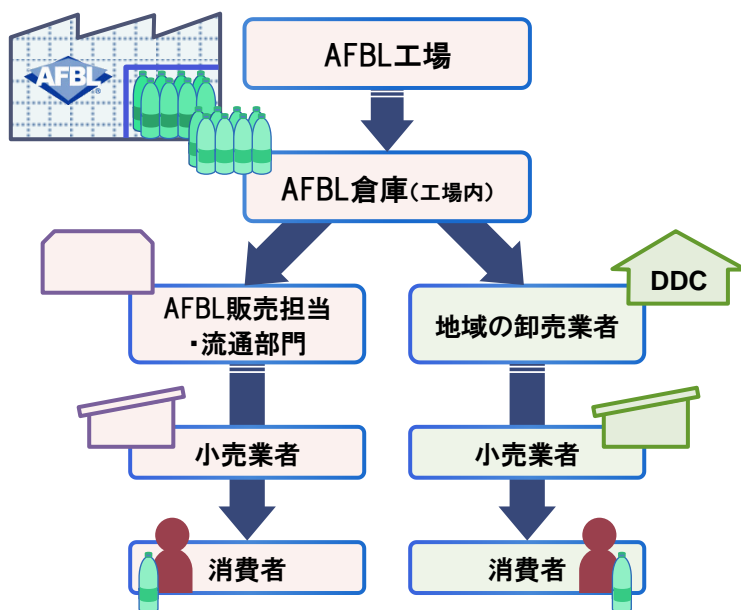 AFBL工場
AFBL
®
AFBL倉庫(工場内)
DDC
AFBL販売担当
・流通部門
地域の卸売業者
小売業者
小売業者
消費者
消費者